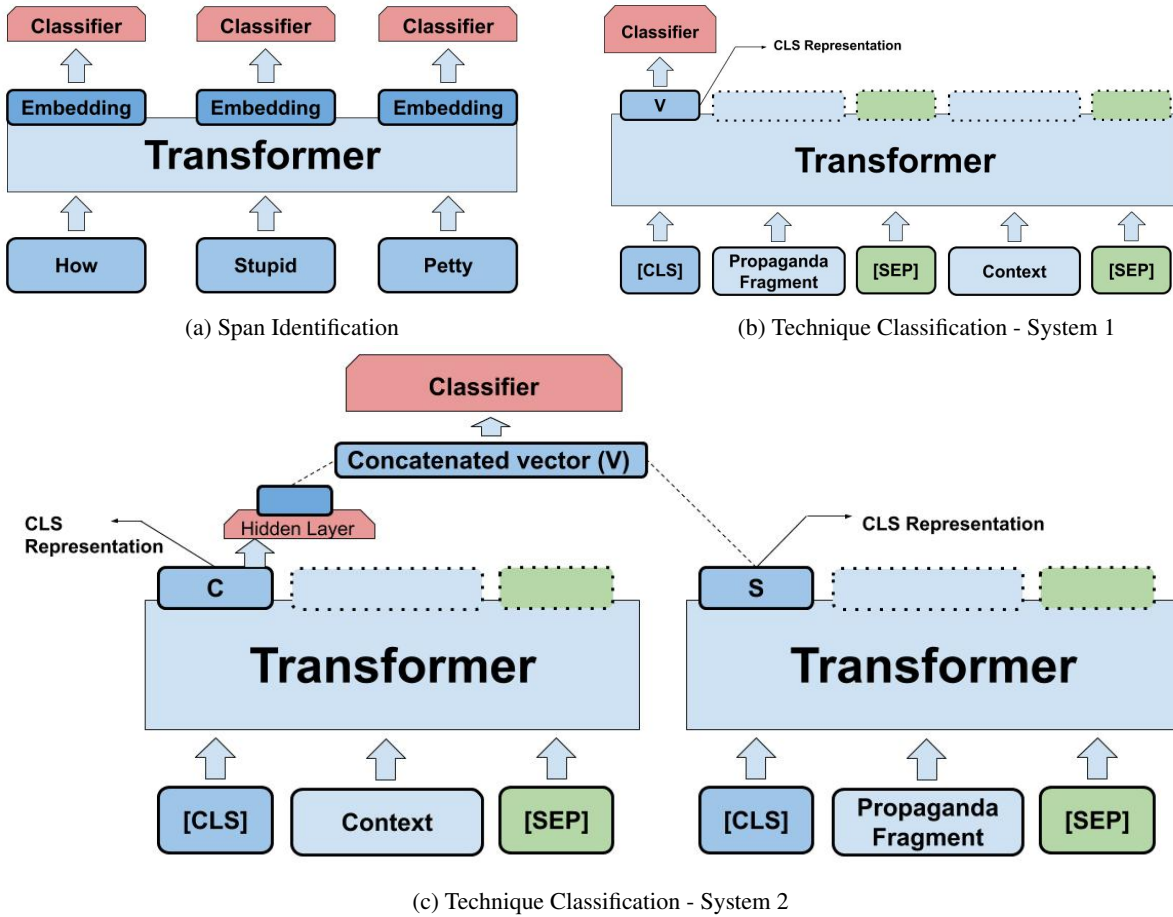 Classifier Classifier Classifier
Embedding Embedding Embedding
Transformer
How Stupid Petty
(a) Span Identification
Classifier
CLS Representation
V
Transformer
[CLS] Propaganda Fragment [SEP] Context [SEP]
(b) Technique Classification - System 1
Classifier
Concatenated vector (V)
CLS
Representation
Hidden Layer
C
Transformer
[CLS] Context [SEP]
CLS Representation
S
Transformer
[CLS] Propaganda Fragment [SEP]
(c) Technique Classification - System 2